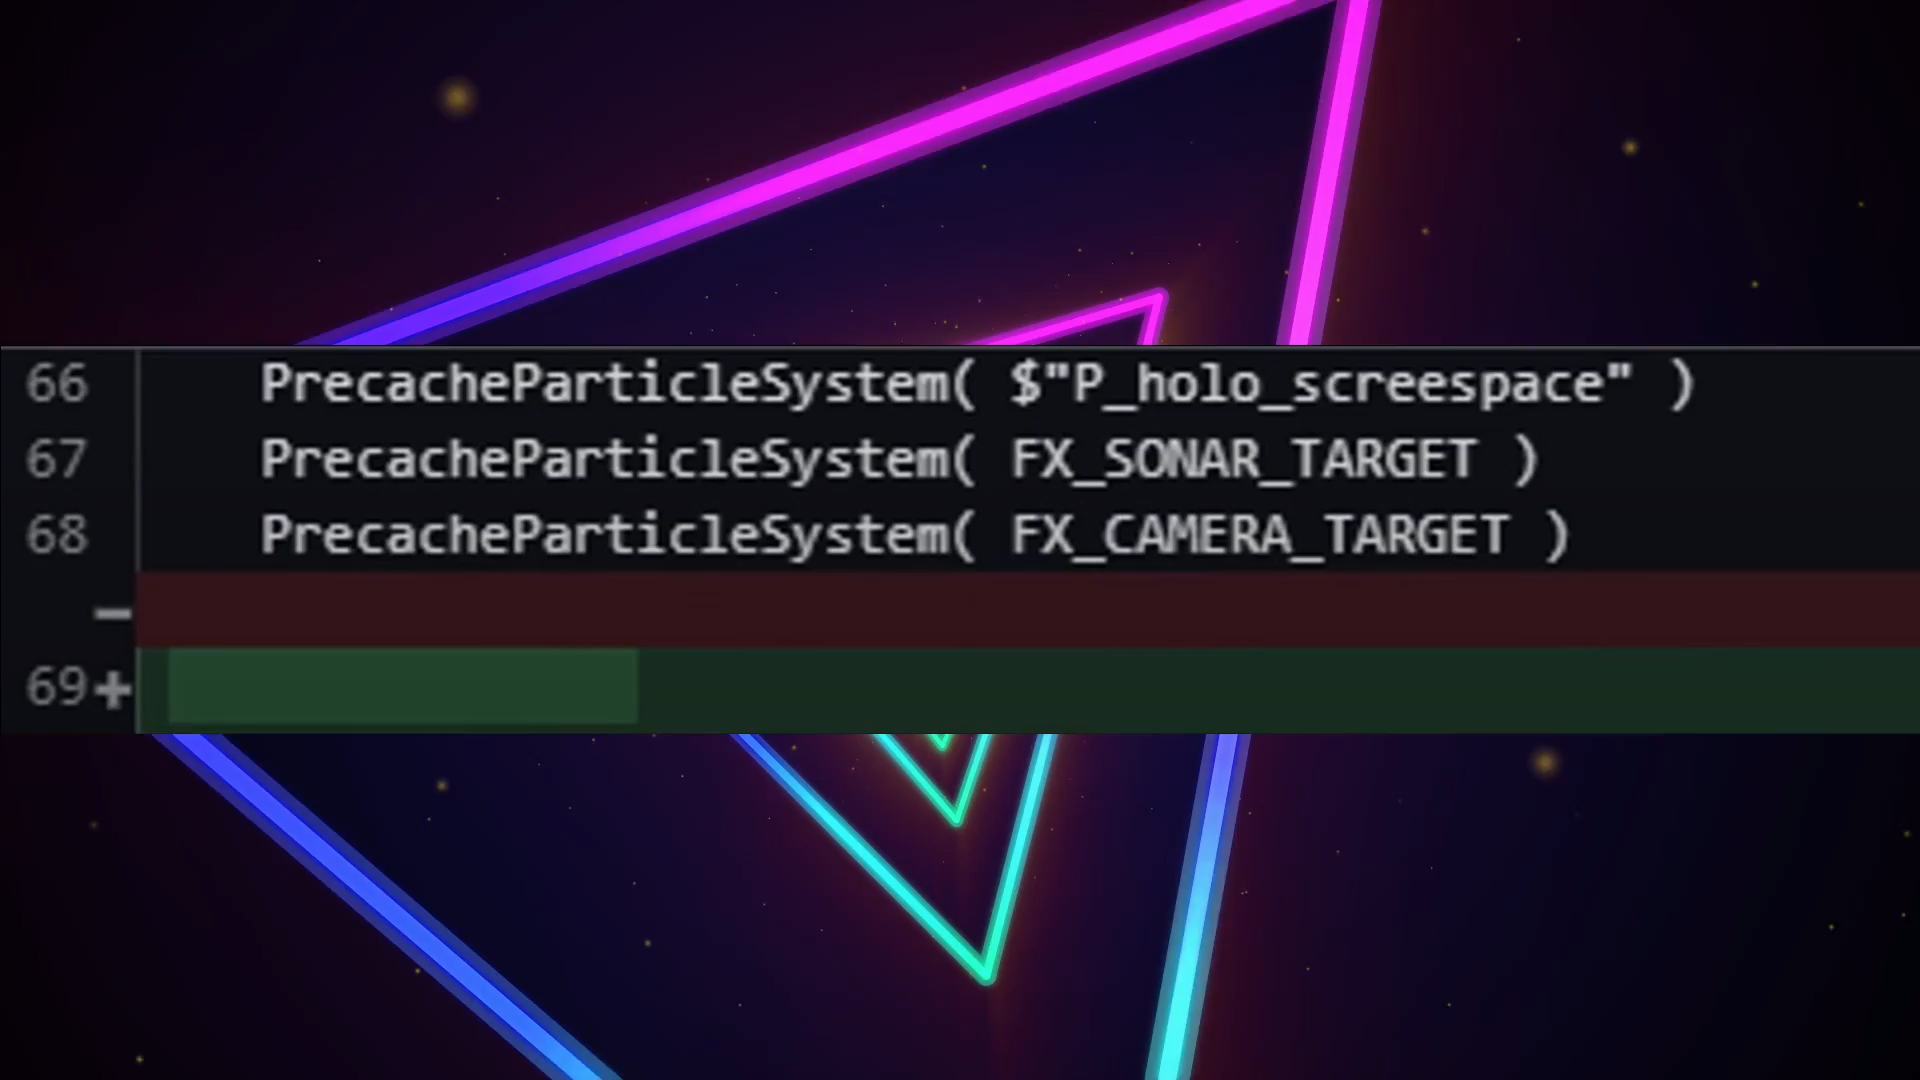 66 PrecacheParticleSystem( $"P_holo_screespace" )
67 PrecacheParticleSystem( FX_SONAR_TARGET )
68 PrecacheParticleSystem( FX_CAMERA_TARGET )
−
69+